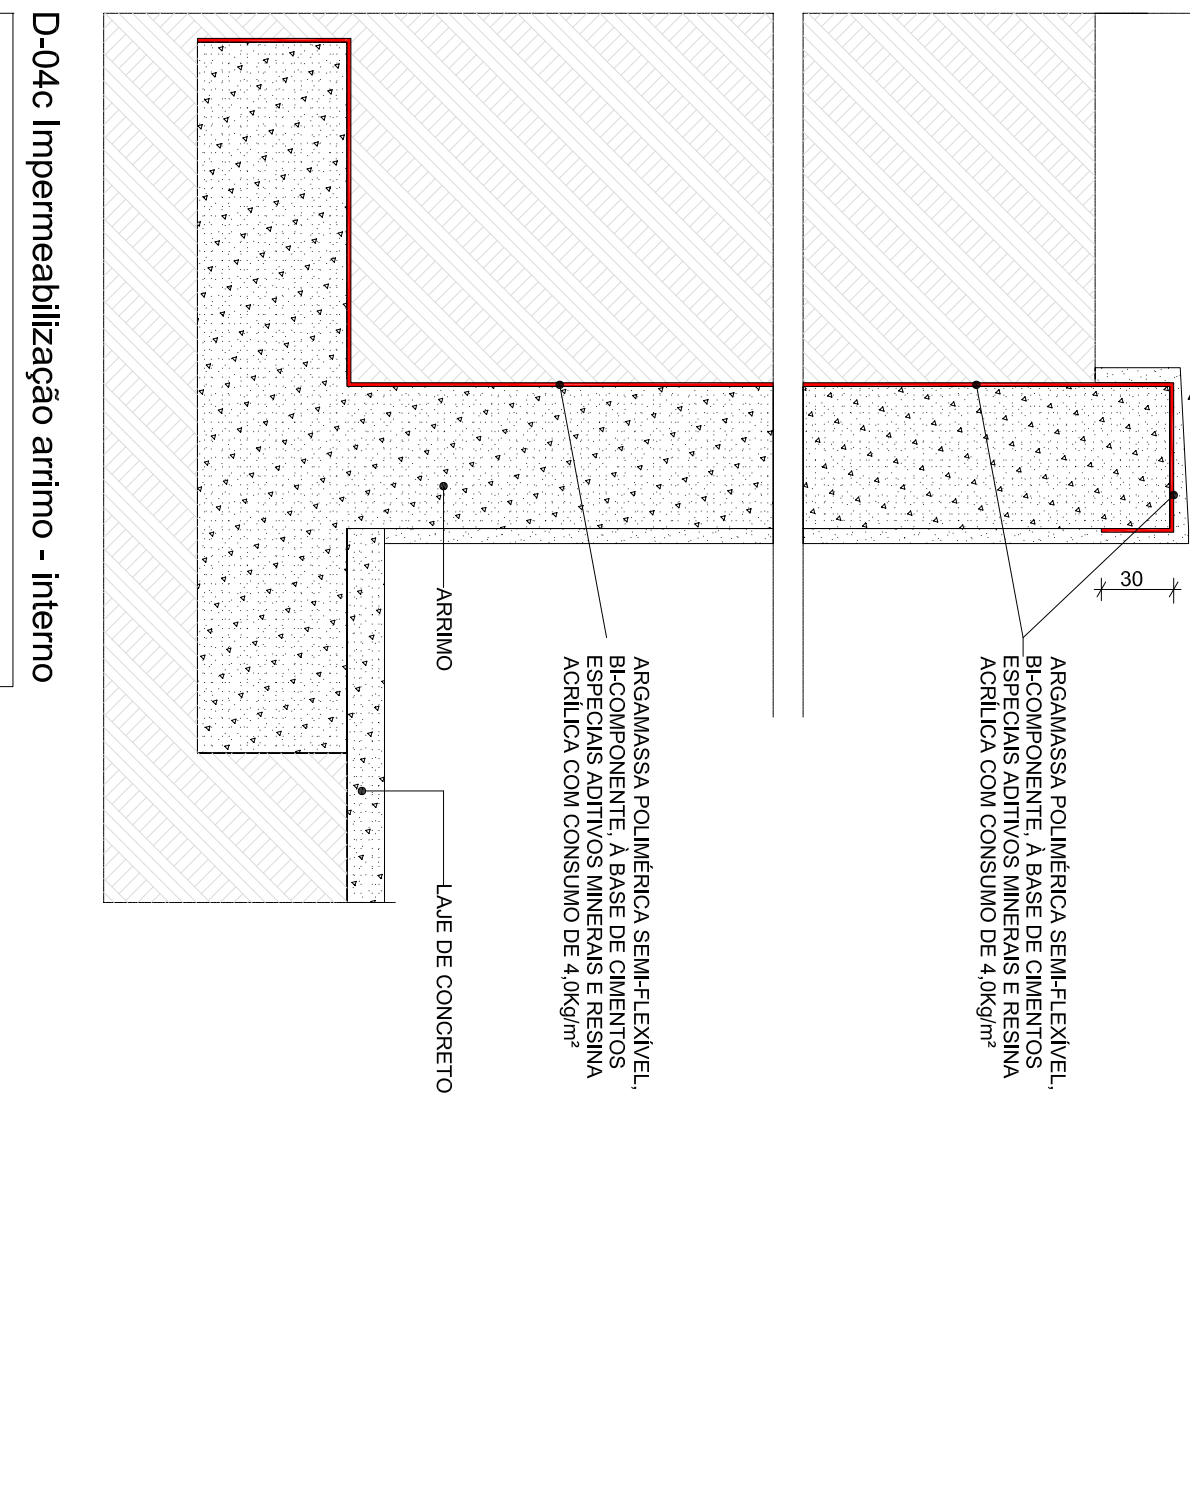 30
ARGAMASSA POLIMÉRICA SEMI-FLEXÍVEL,
BI-COMPONENTE, À BASE DE CIMENTOS
ESPECIAIS ADITIVOS MINERAIS E RESINA
ACRÍLICA COM CONSUMO DE 4,0Kg/m²
ARGAMASSA POLIMÉRICA SEMI-FLEXÍVEL,
BI-COMPONENTE, À BASE DE CIMENTOS
ESPECIAIS ADITIVOS MINERAIS E RESINA
ACRÍLICA COM CONSUMO DE 4,0Kg/m²
ARRIMO
LAJE DE CONCRETO
D-04c Impermeabilização arrimo - interno